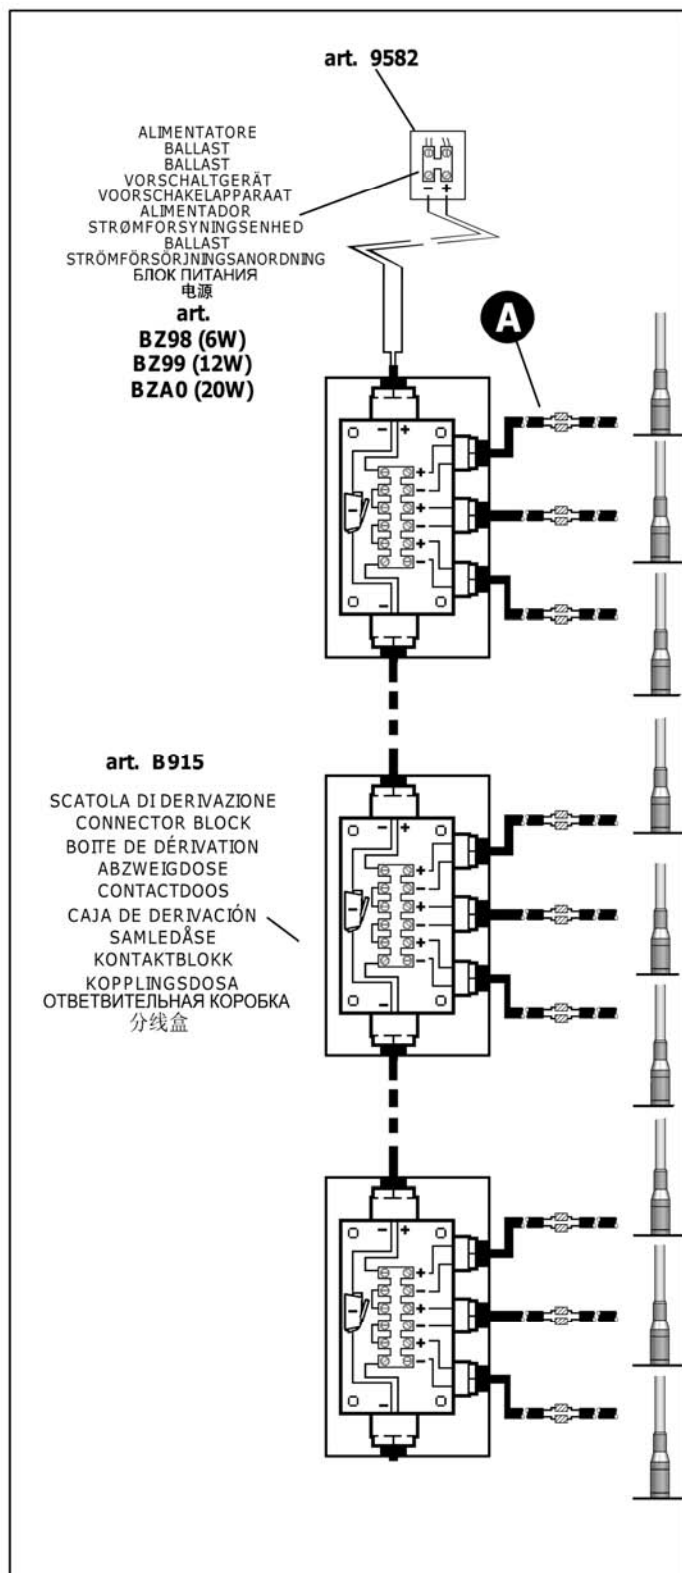 art. 9582
ALIMENTATORE
BALLAST
BALLAST
VORSCHALTGERÄT
VOORSCHAKELAPPARAAT
ALIMENTADOR
STRØMFORSYNINGSENHED
BALLAST
STRÖMFÖRSÖRJNINGSANORDNING
БЛОК ПИТАНИЯ
电源
art.
BZ98 (6W)
BZ99 (12W)
BZA0 (20W)
- +
A
- +
+
-
+
-
+
-
-
-
art. B915
SCATOLA DI DERIVAZIONE
CONNECTOR BLOCK
BOITE DE DÉRIVATION
ABZWEIGDOSE
CONTACTDOOS
CAJA DE DERIVACIÓN
SAMLEDÅSE
KONTAKTBLOKK
KOPPLINGSDOSA
ОТВЕТВИТЕЛЬНАЯ КОРОБКА
分线盒
- +
+
-
+
-
+
-
-
-
- +
+
-
+
-
+
-
-
-